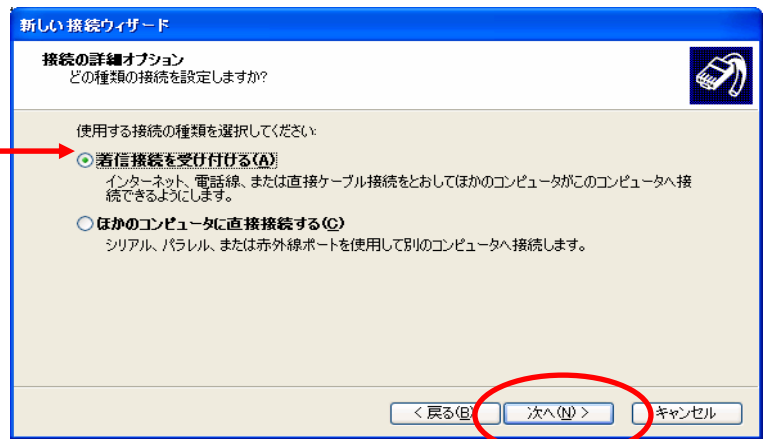 新しい接続ウィザード
接続の詳細オプション
どの種類の接続を設定しますか?
使用する接続の種類を選択してください:
着信接続を受け付ける(A)
インターネット、電話線、または直接ケーブル接続をとおしてほかのコンピュータがこのコンピュータへ接
続できるようにします。
ほかのコンピュータに直接接続する(C)
シリアル、パラレル、または赤外線ポートを使用して別のコンピュータへ接続します。
< 戻る(B) 次へ(N) > キャンセル